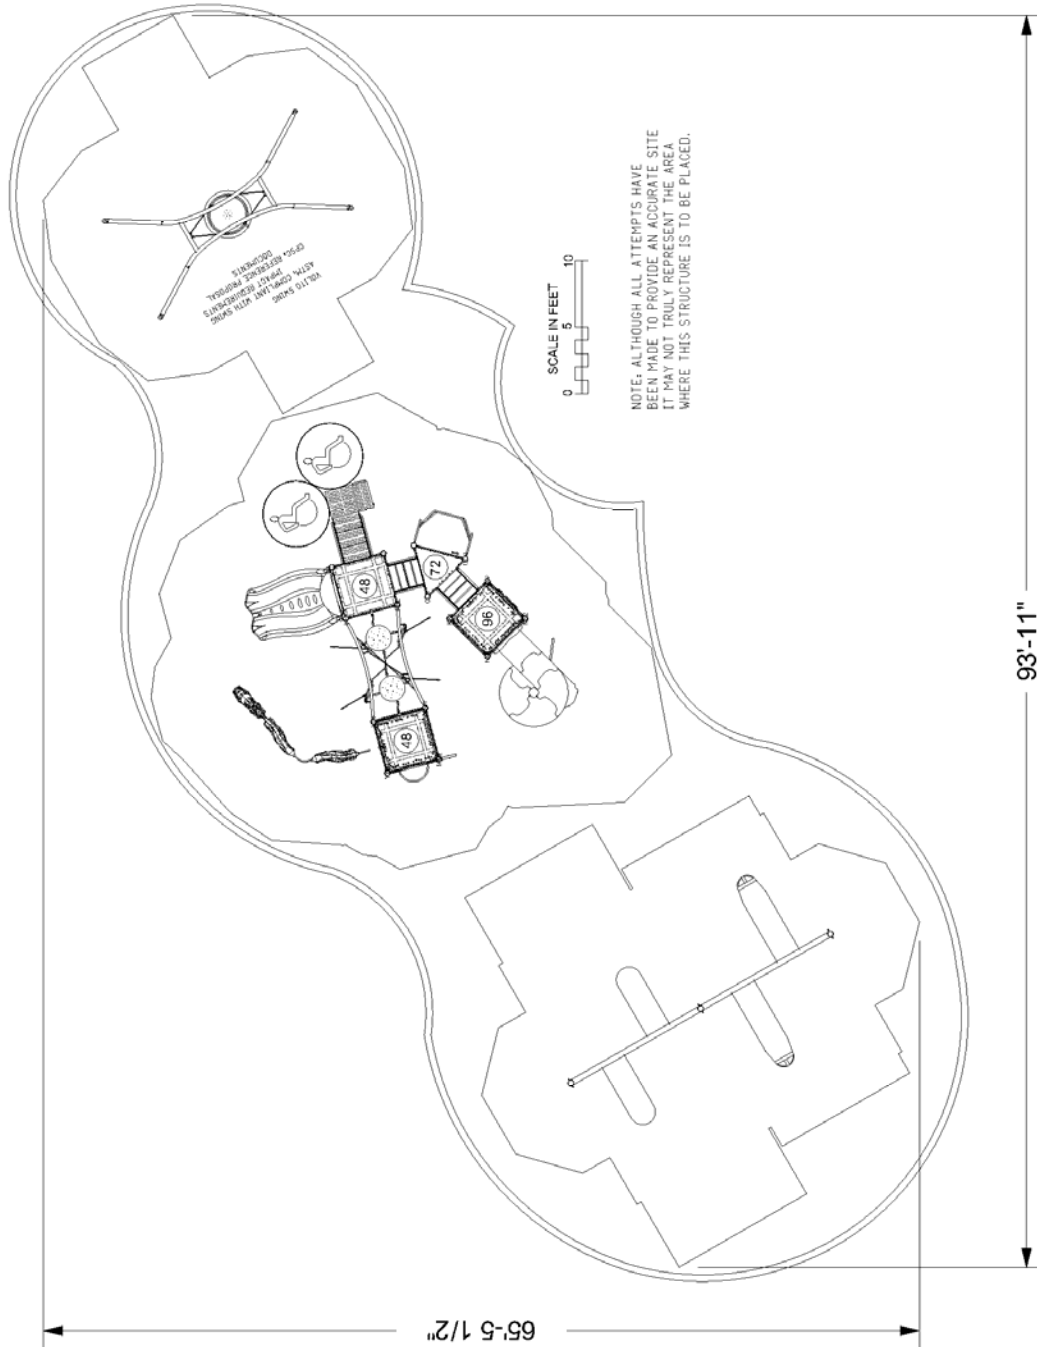 VOLITO SWING
ASTM, COMPLIANT WITH SWING
IMPACT REQUIREMENTS
CPSC, REFERENCE PROPOSAL
DOCUMENTS
SCALE IN FEET
0 5 10
NOTE: ALTHOUGH ALL ATTEMPTS HAVE
BEEN MADE TO PROVIDE AN ACCURATE SITE
IT MAY NOT TRULY REPRESENT THE AREA
WHERE THIS STRUCTURE IS TO BE PLACED.
48
72
96
48
93'-11"
65'-5 1/2"